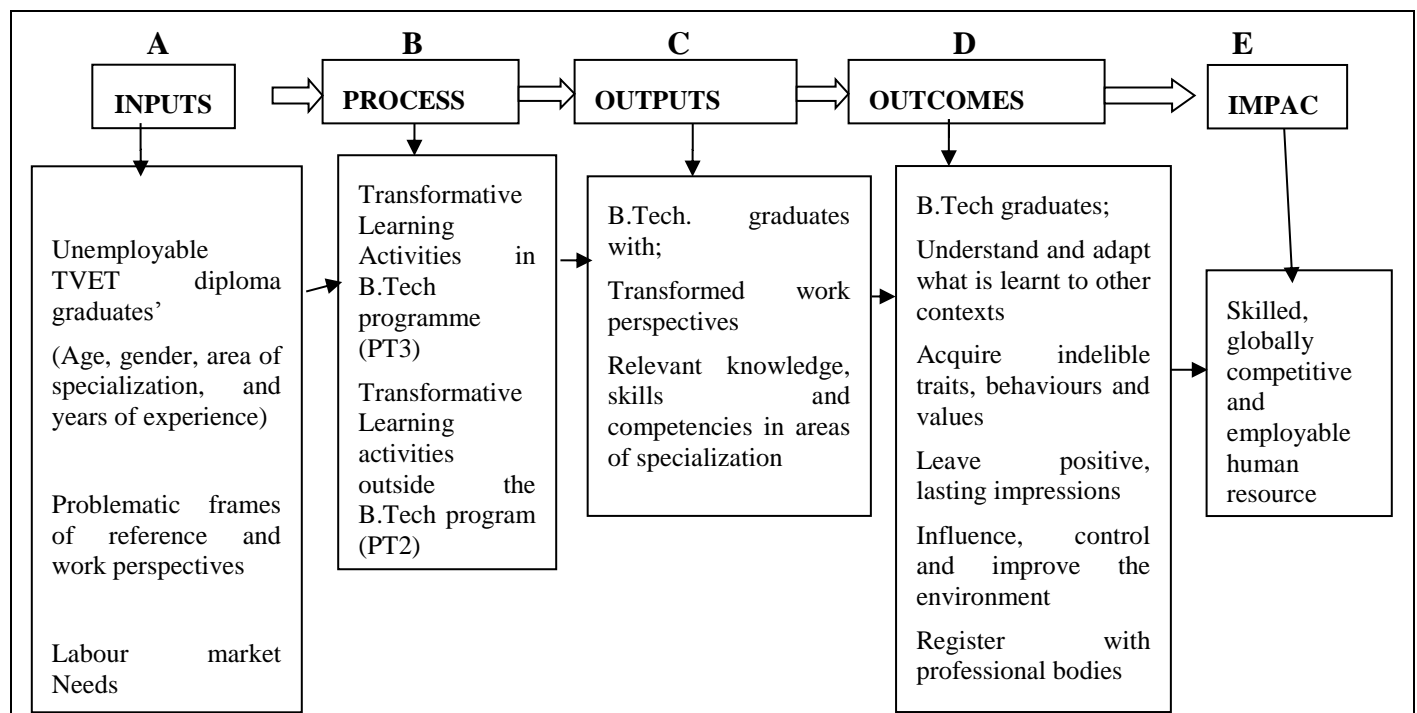 A
B
C
D
E
INPUTS
PROCESS
OUTPUTS
OUTCOMES
IMPAC
Unemployable
TVET diploma
graduates’
(Age, gender, area of
specialization, and
years of experience)
Problematic frames
of reference and
work perspectives
Labour market
Needs
Transformative
Learning
Activities in
B.Tech
programme
(PT3)
Transformative
Learning
activities
outside the
B.Tech program
(PT2)
B.Tech. graduates
with;
Transformed work
perspectives
Relevant knowledge,
skills and
competencies in areas
of specialization
B.Tech graduates;
Understand and adapt
what is learnt to other
contexts
Acquire indelible
traits, behaviours and
values
Leave positive,
lasting impressions
Influence, control
and improve the
environment
Register with
professional bodies
Skilled,
globally
competitive
and
employable
human
resource